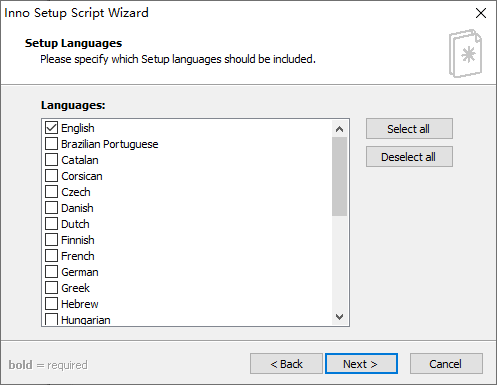 Inno Setup Script Wizard
Setup Languages
Please specify which Setup languages should be included.
Languages:
English
Brazilian Portuguese
Catalan
Corsican
Czech
Danish
Dutch
Finnish
French
German
Greek
Hebrew
Hungarian
Select all
Deselect all
bold = required
< Back
Next >
Cancel